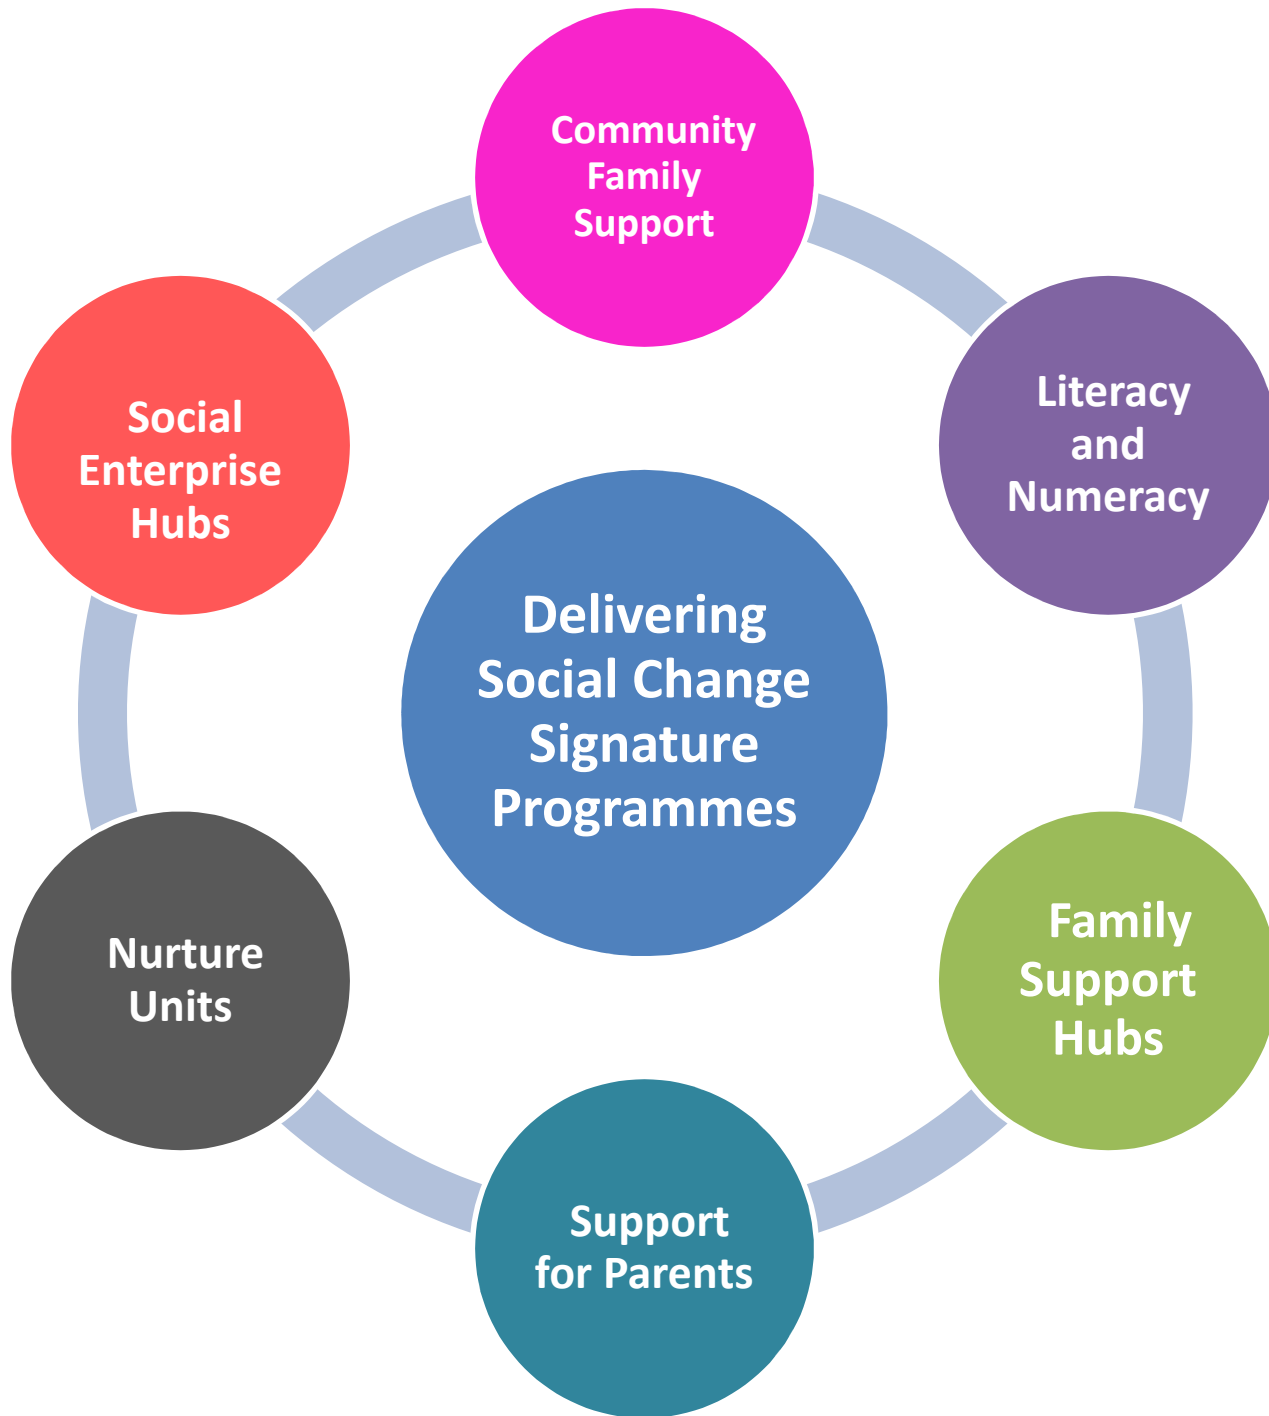 Community
Family
Support
Literacy
and
Numeracy
Family
Support
Hubs
Support
for Parents
Nurture
Units
Social
Enterprise
Hubs
Delivering
Social Change
Signature
Programmes